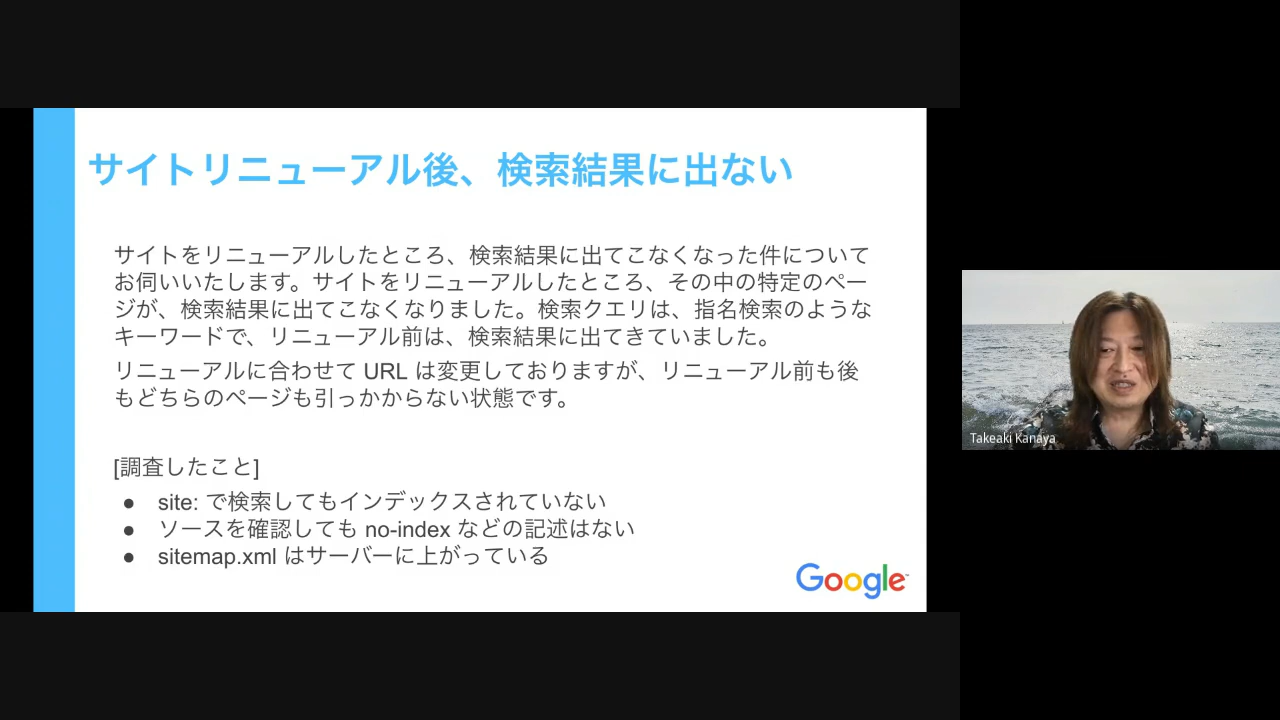 サイトリニューアル後、検索結果に出ない
サイトをリニューアルしたところ、検索結果に出てこなくなった件について
お伺いいたします。サイトをリニューアルしたところ、その中の特定のペー
ジが、検索結果に出てこなくなりました。検索クエリは、指名検索のような
キーワードで、リニューアル前は、検索結果に出てきていました。
リニューアルに合わせて URL は変更しておりますが、リニューアル前も後
もどちらのページも引っかからない状態です。
[調査したこと]
● site: で検索してもインデックスされていない
● ソースを確認しても no-index などの記述はない
● sitemap.xml はサーバーに上がっている
Google
Takeaki Kanaya